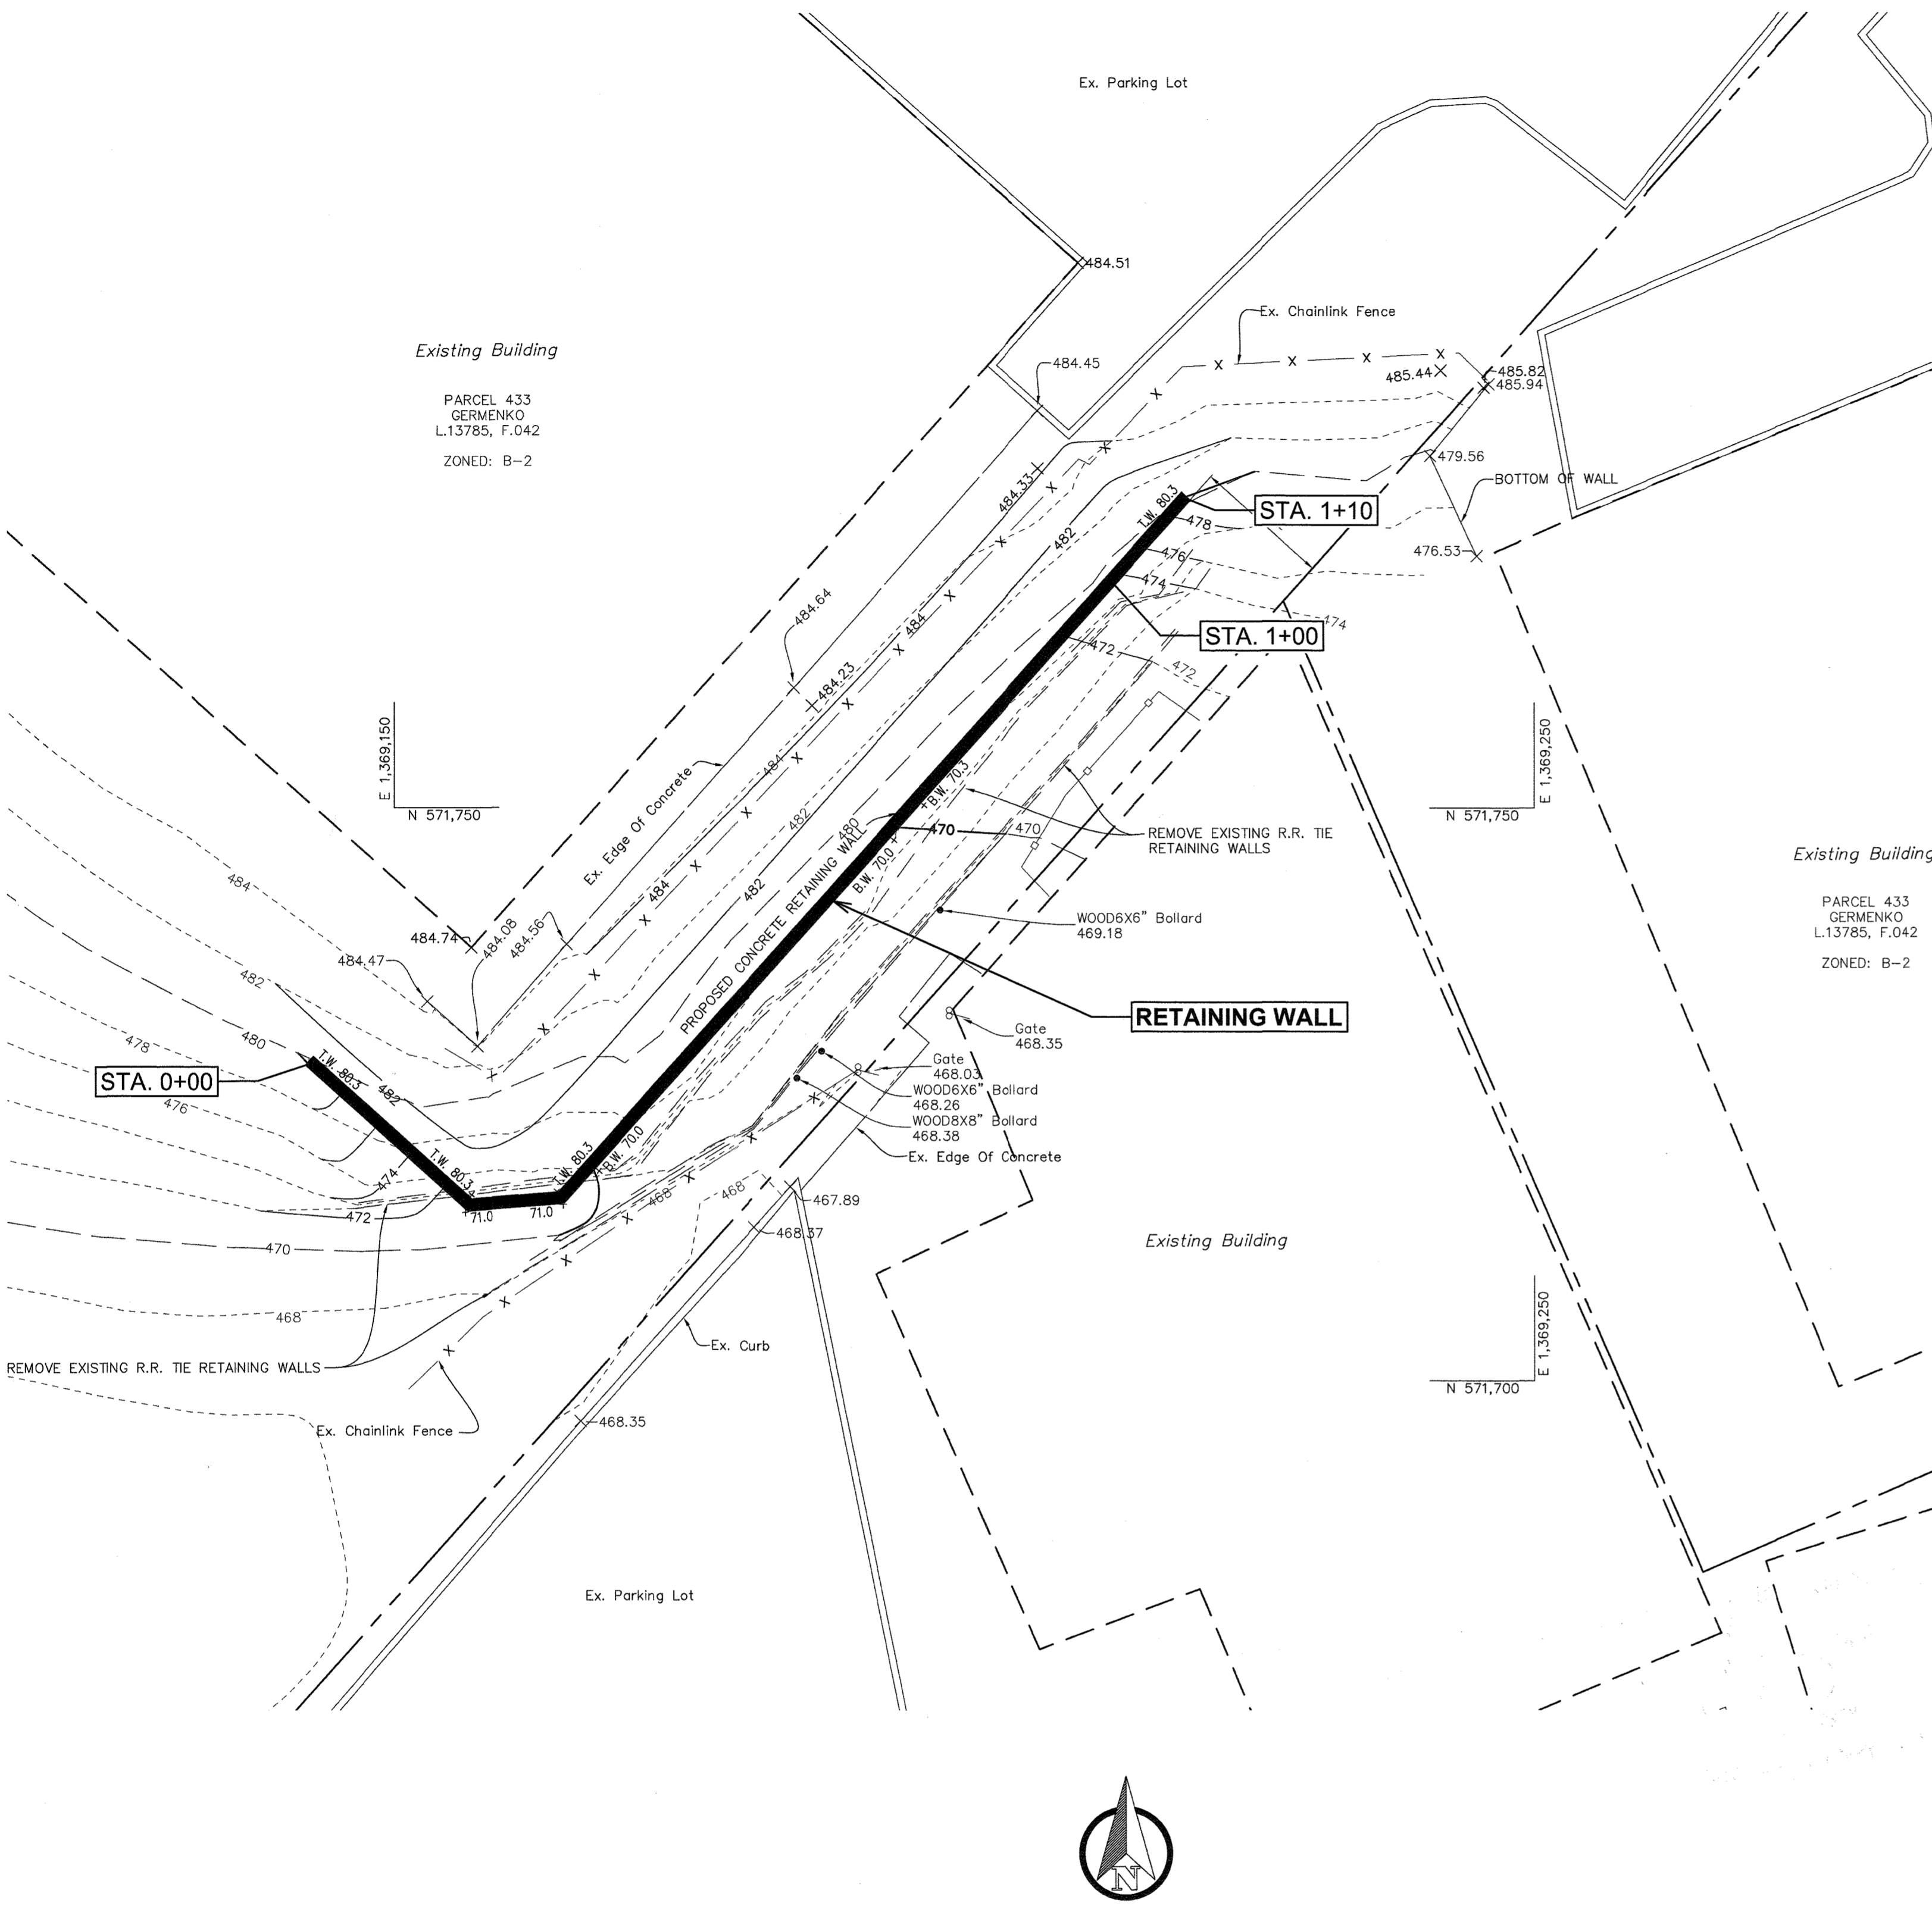 Ex. Parking Lot
484.51
Ex. Chainlink Fence
Existing Building
484.45
485.44
485.82
485.94
PARCEL 433
GERMENKO
L.13785, F.042
ZONED: B-2
479.56
484.33
BOTTOM OF WALL
T.W. 80.3
STA. 1+10
478
482
476.53
476
474
484.64
484
STA. 1+00
474
472
472
484.23
E 1,369,150
N 571,750
484
Ex. Edge Of Concrete
B.W. 70.3
E 1,369,250
N 571,750
482
480
470
470
REMOVE EXISTING R.R. TIE
RETAINING WALLS
B.W. 70.0
Existing Building
484
484
482
PARCEL 433
GERMENKO
L.13785, F.042
ZONED: B-2
WOOD6X6" Bollard
469.18
484.74
484.08
484.56
484.47
PROPOSED CONCRETE RETAINING WALL
482
RETAINING WALL
480
478
Gate
468.35
STA. 0+00
T.W. 80.3
Gate
468.03
WOOD6X6" Bollard
468.26
482
476
WOOD8X8" Bollard
468.38
B.W. 70.0
T.W. 80.3
T.W. 80.3
Ex. Edge Of Concrete
474
468
468
467.89
472
71.0
71.0
468.37
470
Existing Building
468
E 1,369,250
N 571,700
REMOVE EXISTING R.R. TIE RETAINING WALLS
Ex. Curb
Ex. Chainlink Fence
468.35
Ex. Parking Lot
N